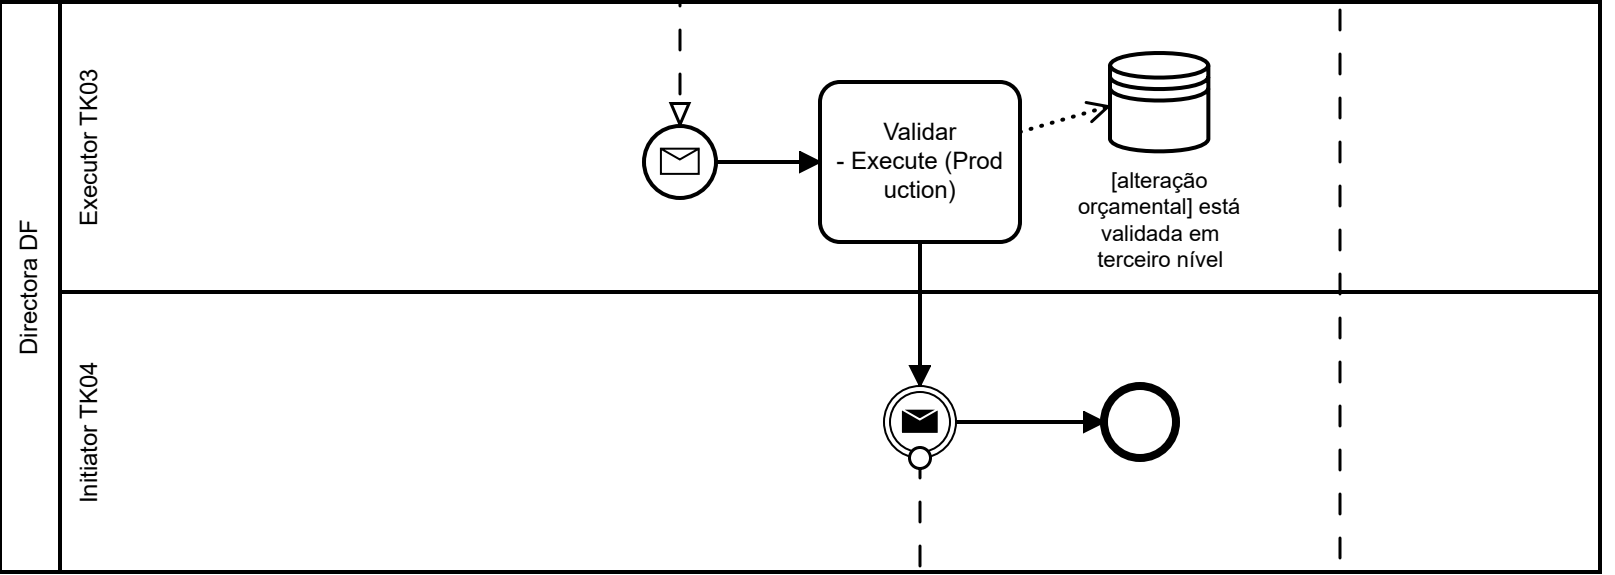 Directora DF
Executor TK03
Validar
- Execute (Prod
uction)
[alteração
orçamental] está
validada em
terceiro nível
Initiator TK04